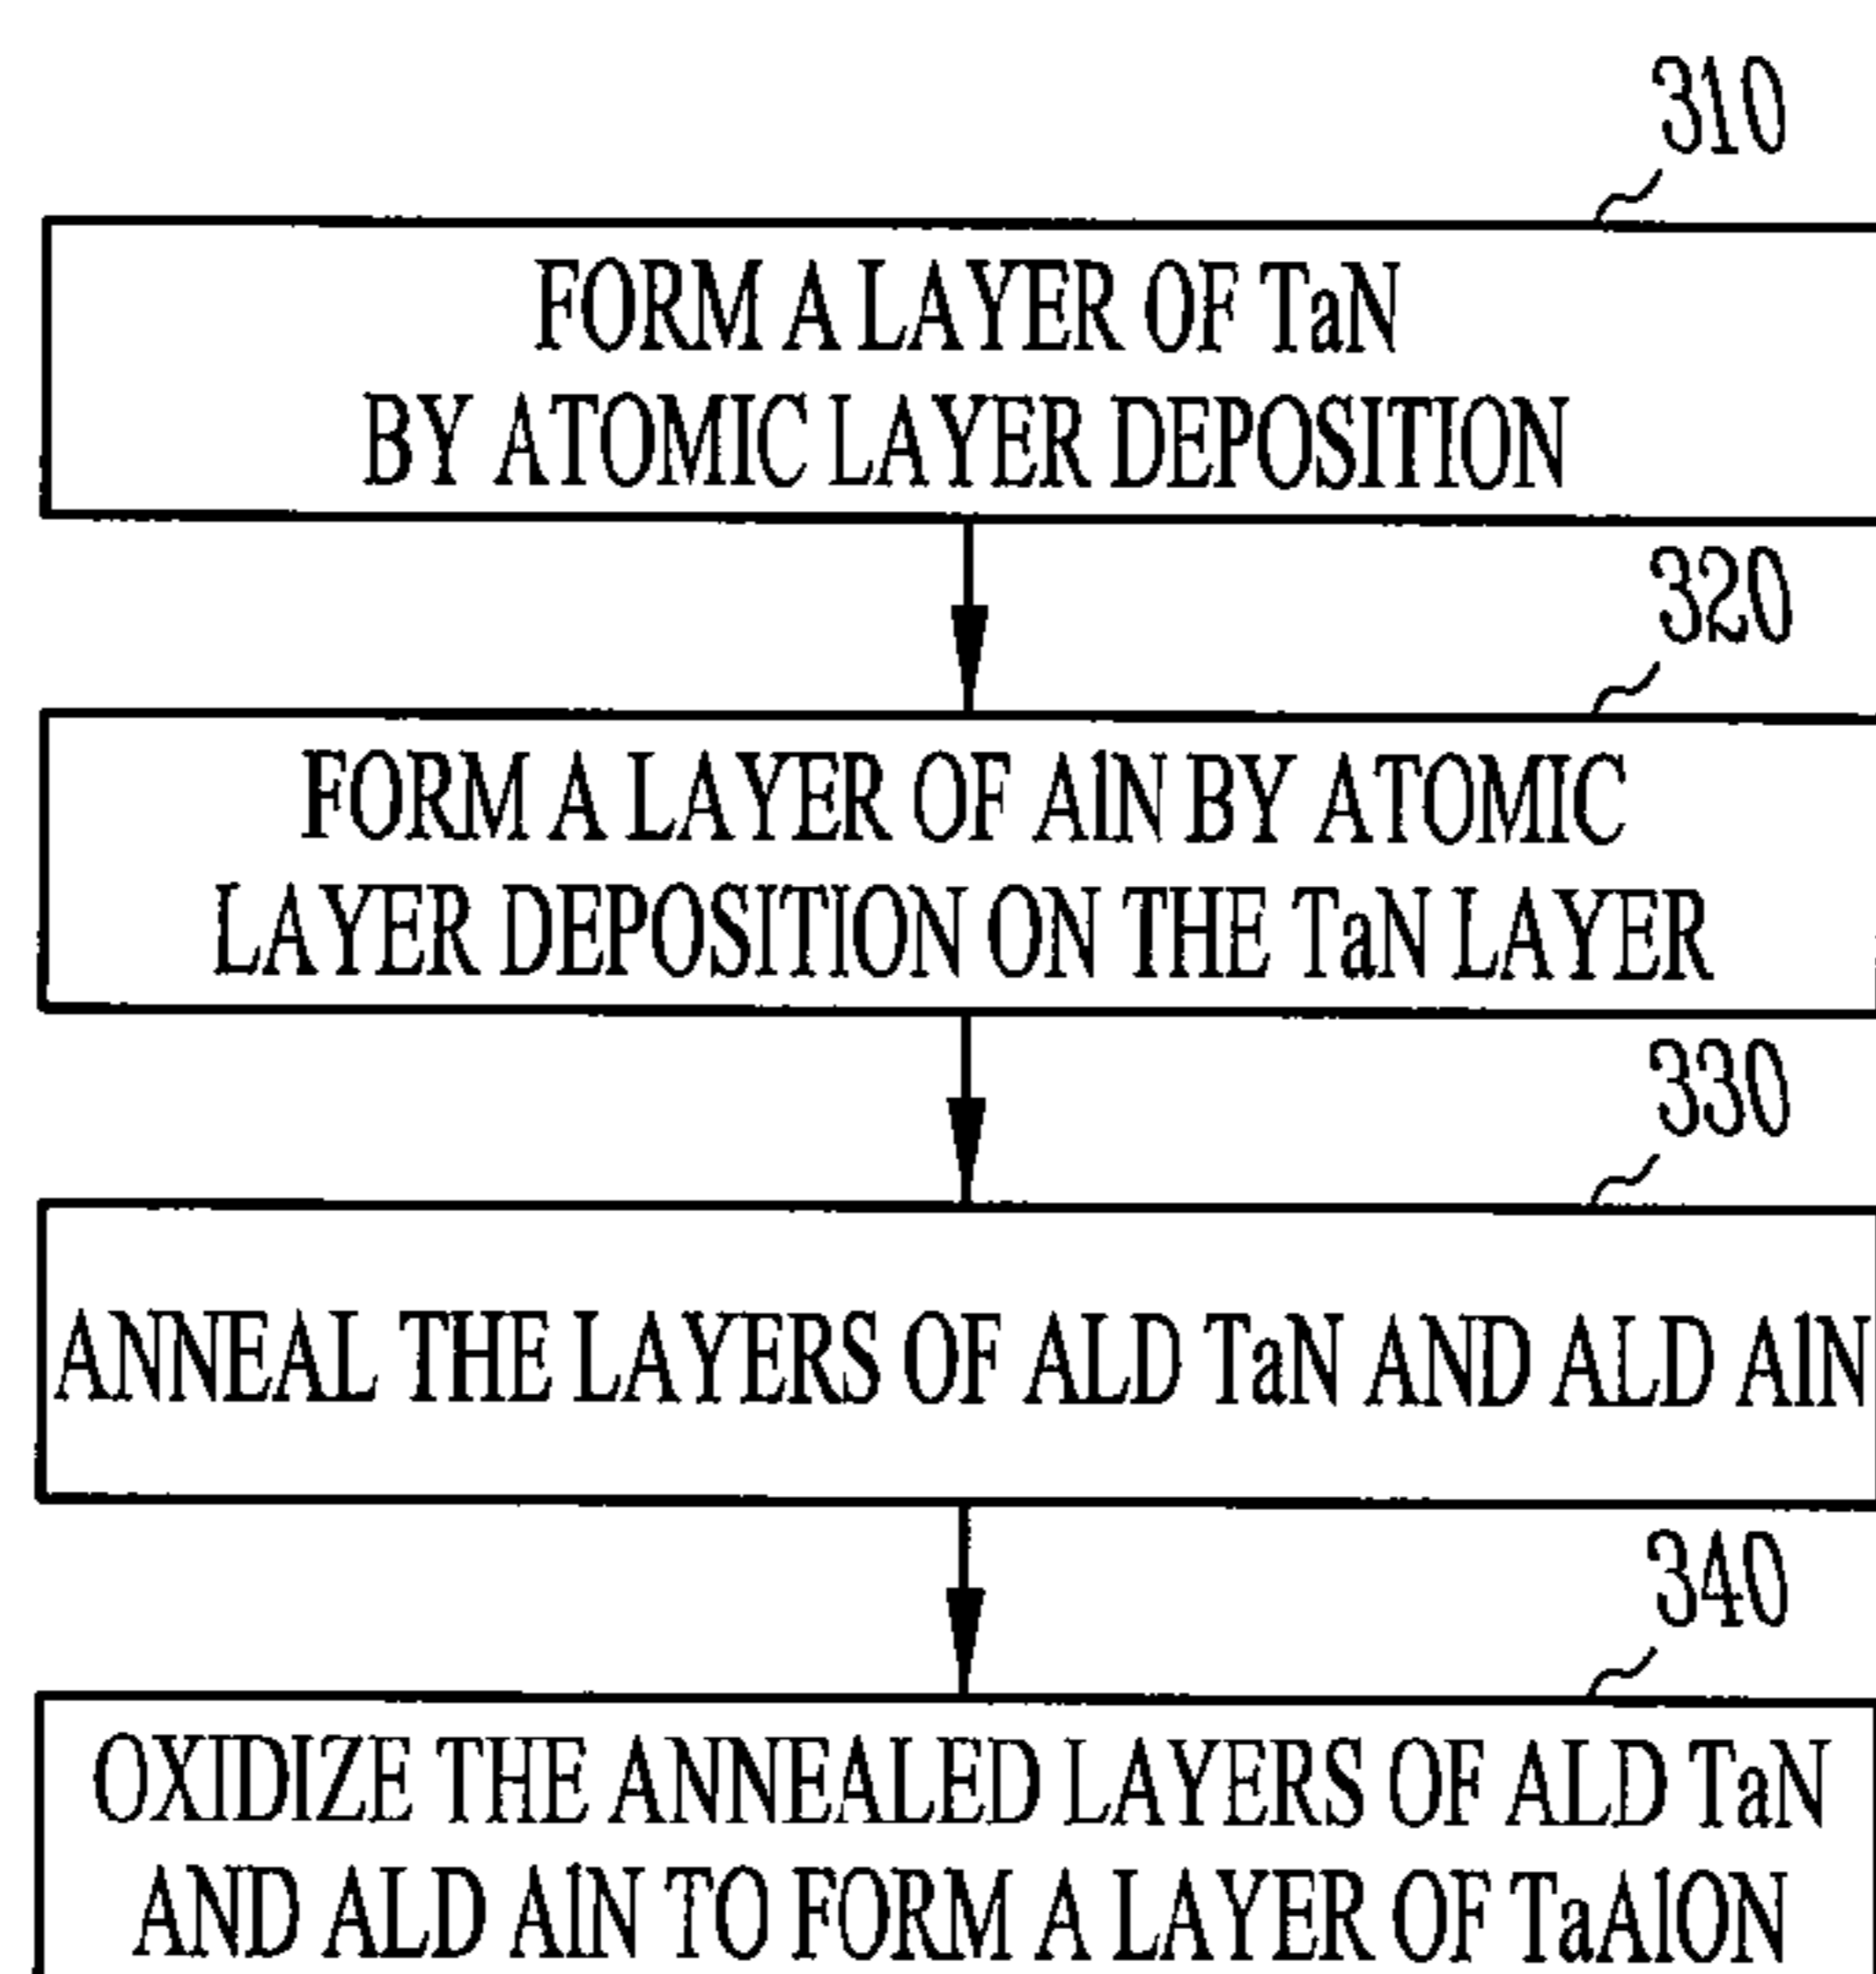 310
FORM A LAYER OF TaN
BY ATOMIC LAYER DEPOSITION
320
FORM A LAYER OF AlN BY ATOMIC
LAYER DEPOSITION ON THE TaN LAYER
330
ANNEAL THE LAYERS OF ALD TaN AND ALD AlN
340
OXIDIZE THE ANNEALED LAYERS OF ALD TaN
AND ALD AlN TO FORM A LAYER OF TaAlON